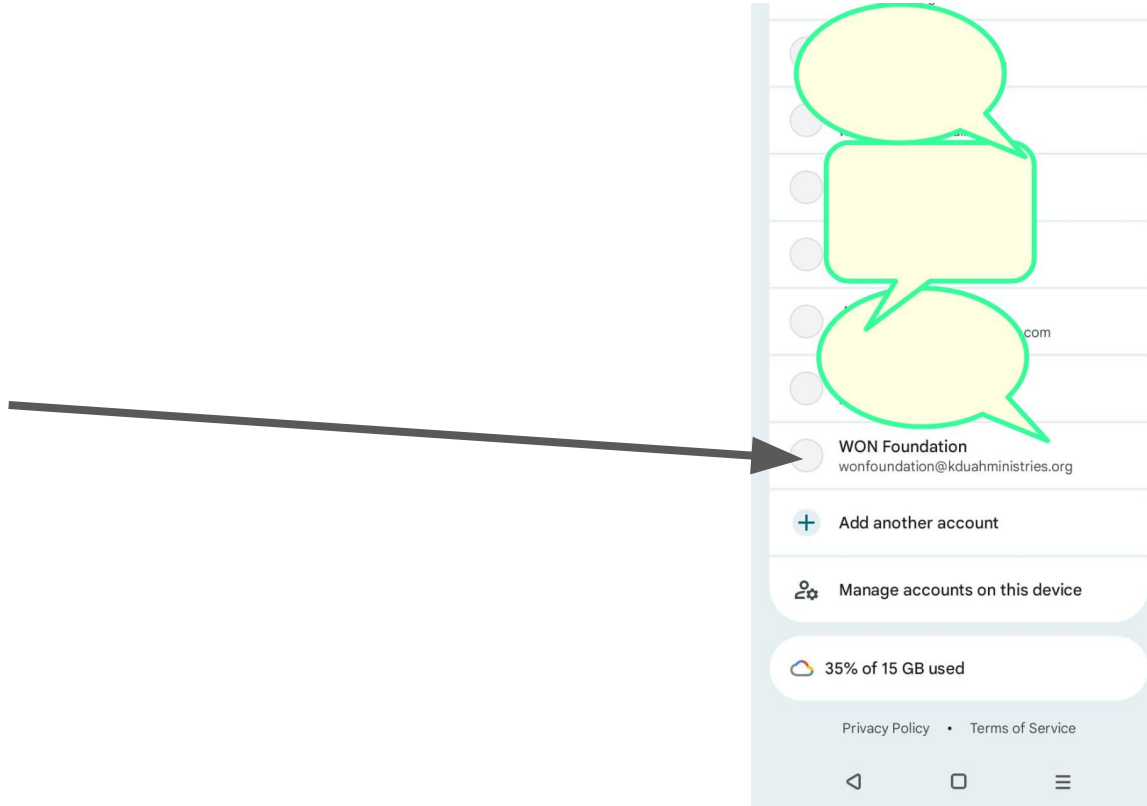 com
WON Foundation
wonfoundation@kduahministries.org
Add another account
Manage accounts on this device
35% of 15 GB used
Privacy Policy • Terms of Service